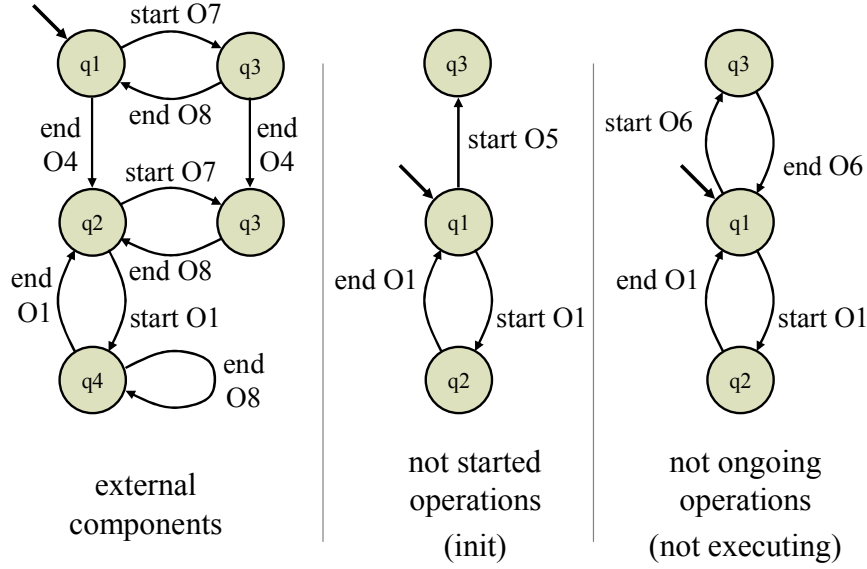 start O7
q1
q3
end O8
end
O4
end
O4
start O7
q2
q3
end O8
end
O1
start O1
q4
end
O8
external
components
q3
start O5
q1
end O1
start O1
q2
not started
operations
(init)
q3
start O6
end O6
q1
end O1
start O1
q2
not ongoing
operations
(not executing)